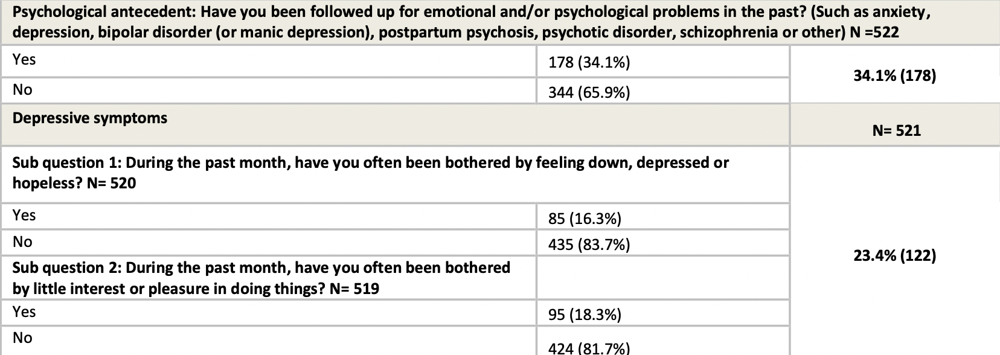 Psychological antecedent: Have you been followed up for emotional and/or psychological problems in the past? (Such as anxiety,
depression, bipolar disorder (or manic depression), postpartum psychosis, psychotic disorder, schizophrenia or other) N =522
Yes
178 (34.1%)
34.1% (178)
No
344 (65.9%)
Depressive symptoms
N= 521
Sub question 1: During the past month, have you often been bothered by feeling down, depressed or
hopeless? N= 520
Yes
85 (16.3%)
No
435 (83.7%)
23.4% (122)
Sub question 2: During the past month, have you often been bothered
by little interest or pleasure in doing things? N= 519
Yes
95 (18.3%)
No
424 (81.7%)